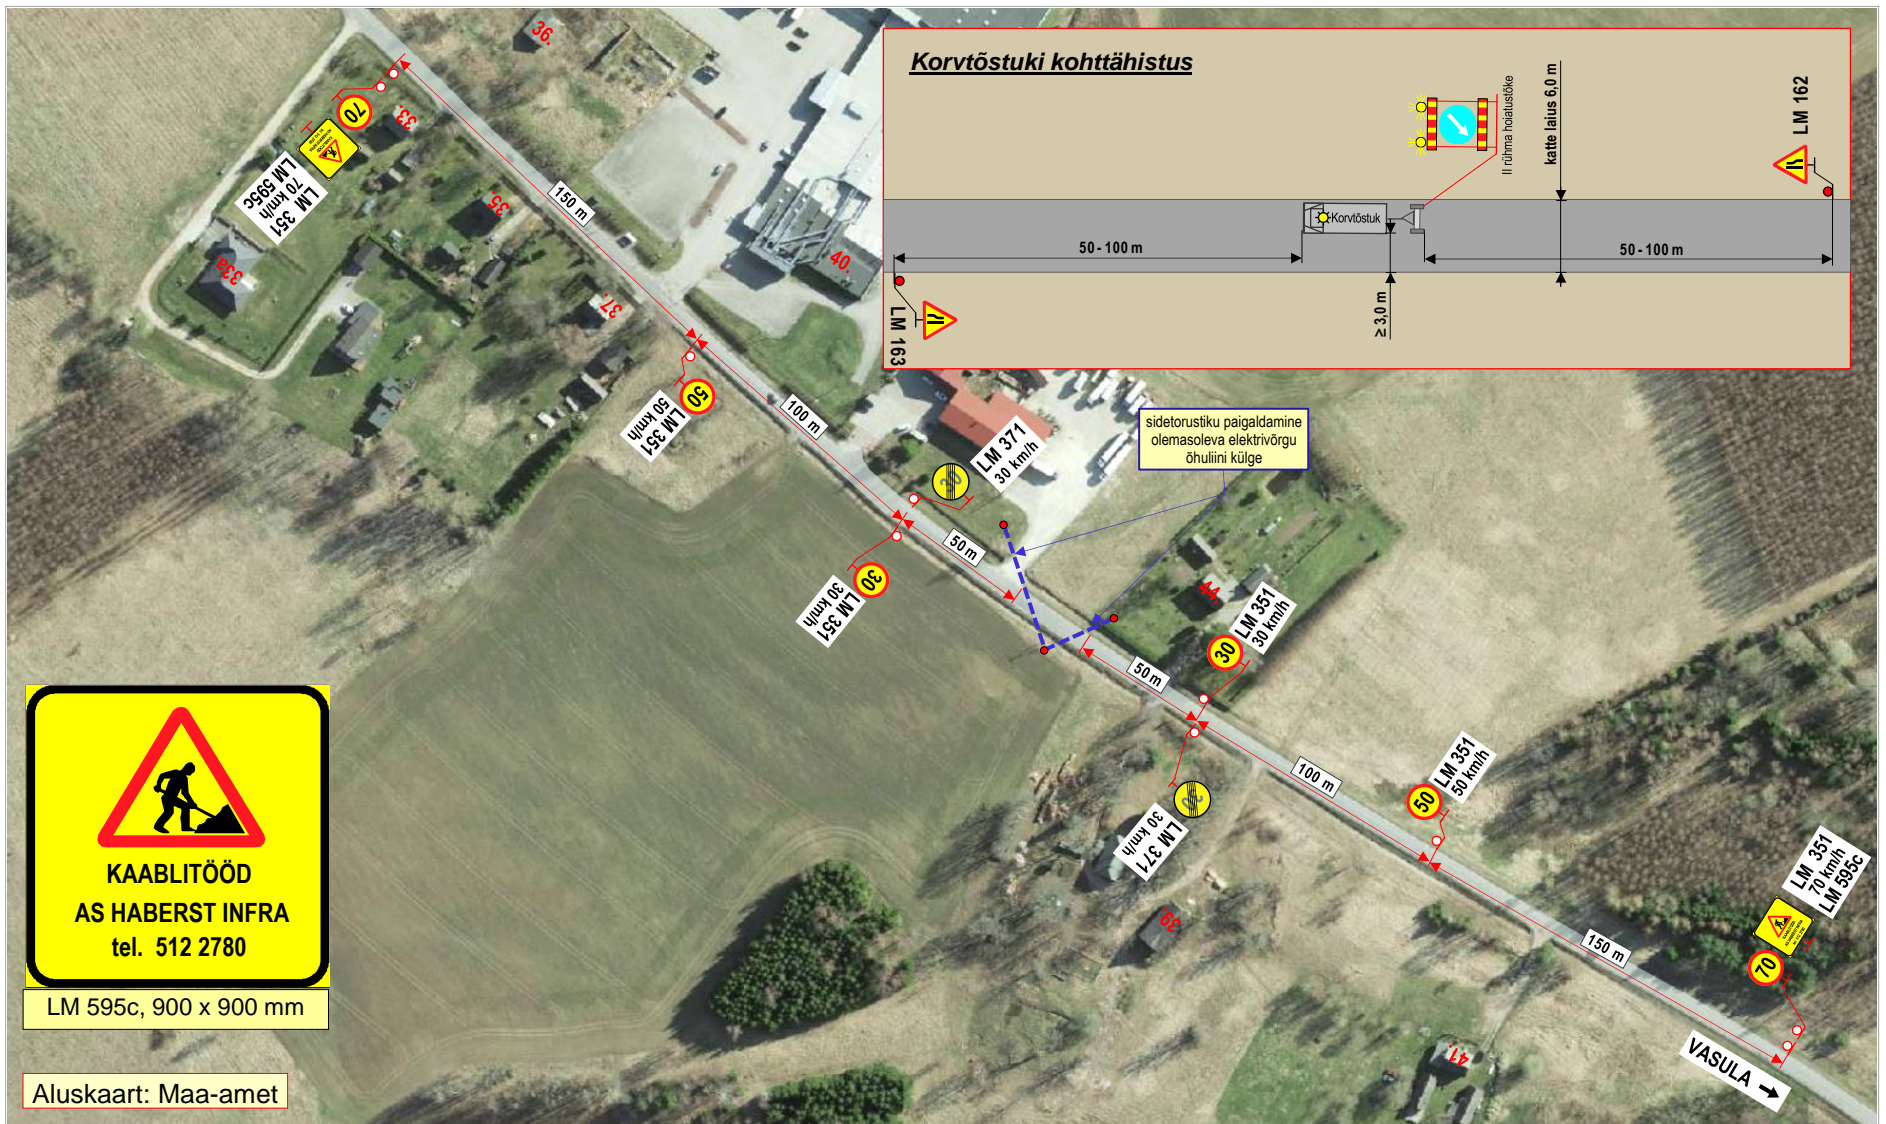 Korvtõstuki kohttähistus
II rühma hoiatustõke
katte laius 6,0 m
LM 162
Korvtõstuk
50 - 100 m
50 - 100 m
≥ 3,0 m
LM 163
36.
33.
70
LM 351
70 km/h
LM 595c
35.
33a.
37.
40.
150 m
50
LM 351
50 km/h
100 m
30
LM 371
30 km/h
sidetorustiku paigaldamine
olemasoleva elektrivõrgu
õhuliini külge
50 m
30
LM 351
30 km/h
44.
30
LM 351
30 km/h
50 m
30
LM 371
30 km/h
100 m
50
LM 351
50 km/h
39.
150 m
LM 351
70 km/h
LM 595c
70
41.
VASULA
KAABLITÖÖD
AS HABERST INFRA
tel. 512 2780
LM 595c, 900 x 900 mm
Aluskaart: Maa-amet